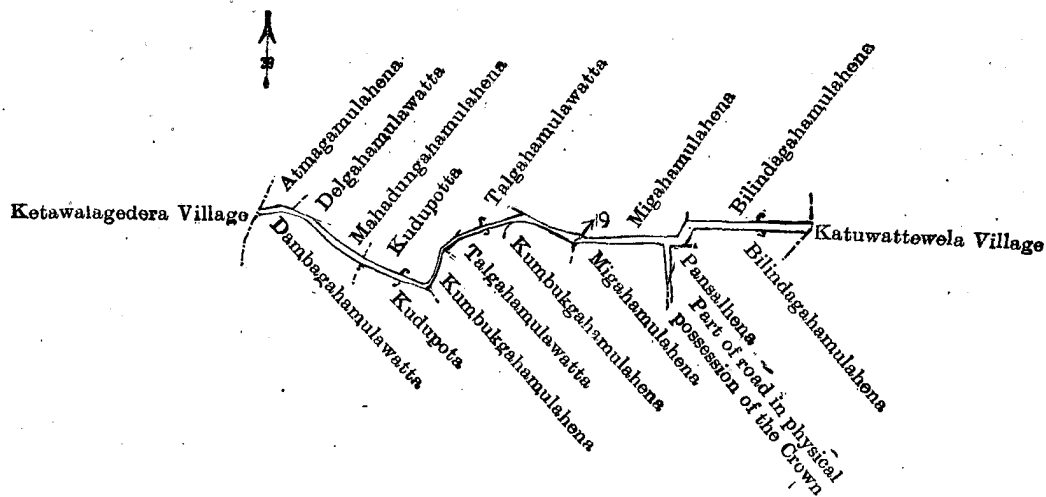 Atmagamulahena
Delgahamulawatta
Mahadungahamulahena
Kudupotta
Talgahamulawatta
Migahamulahena
Bilindagahamulahena
Ketawalagedera Village
19
Katuwattewela Village
Dambagahamulawatta
Kudupota
Kumbukgahamulahena
Talgahamulawatta
Kumbukgahamulahena
Migahamulahena
Pansalhena
Part of road in physical
possession of the Crown
Bilindagahamulahena